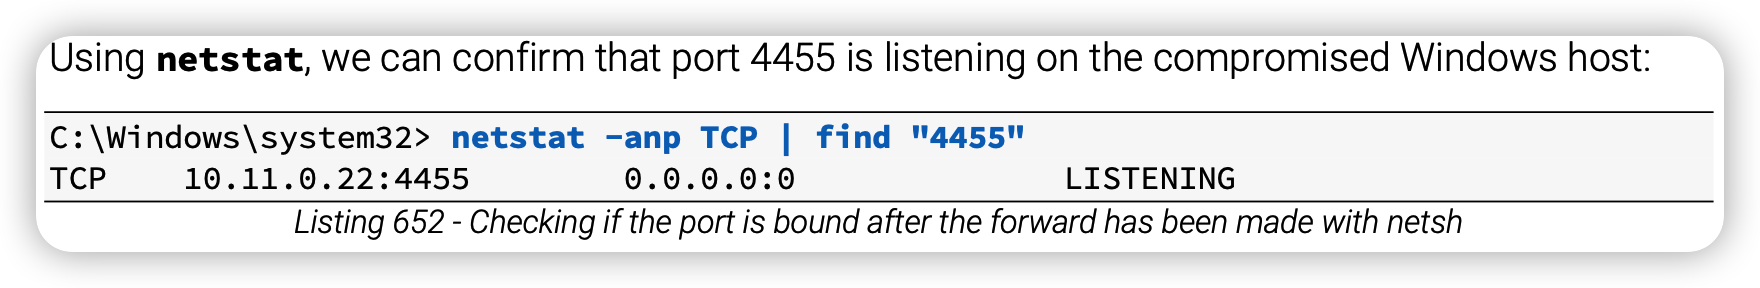 Using netstat, we can confirm that port 4455 is listening on the compromised Windows host:
C:\Windows\system32> netstat -anp TCP | find "4455"
TCP    10.11.0.22:4455        0.0.0.0:0              LISTENING
Listing 652 - Checking if the port is bound after the forward has been made with netsh